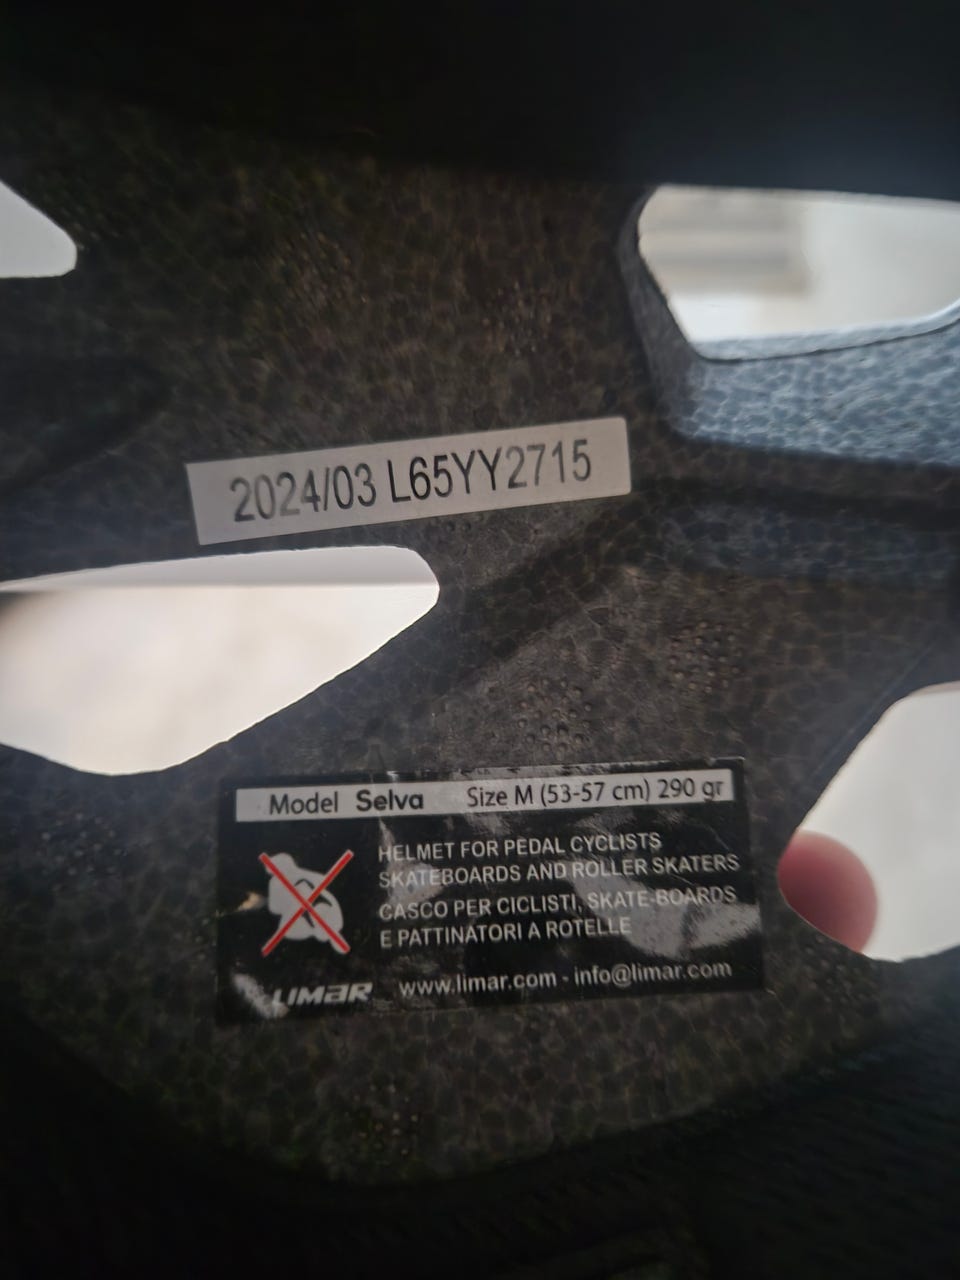 2024/03 L65YY2715
Model Selva Size M (53-57 cm) 290 gr
HELMET FOR PEDAL CYCLISTS
SKATEBOARDS AND ROLLER SKATERS
CASCO PER CICLISTI, SKATE-BOARDS
E PATTINATORI A ROTELLE
LIMAR www.limar.com - info@limar.com